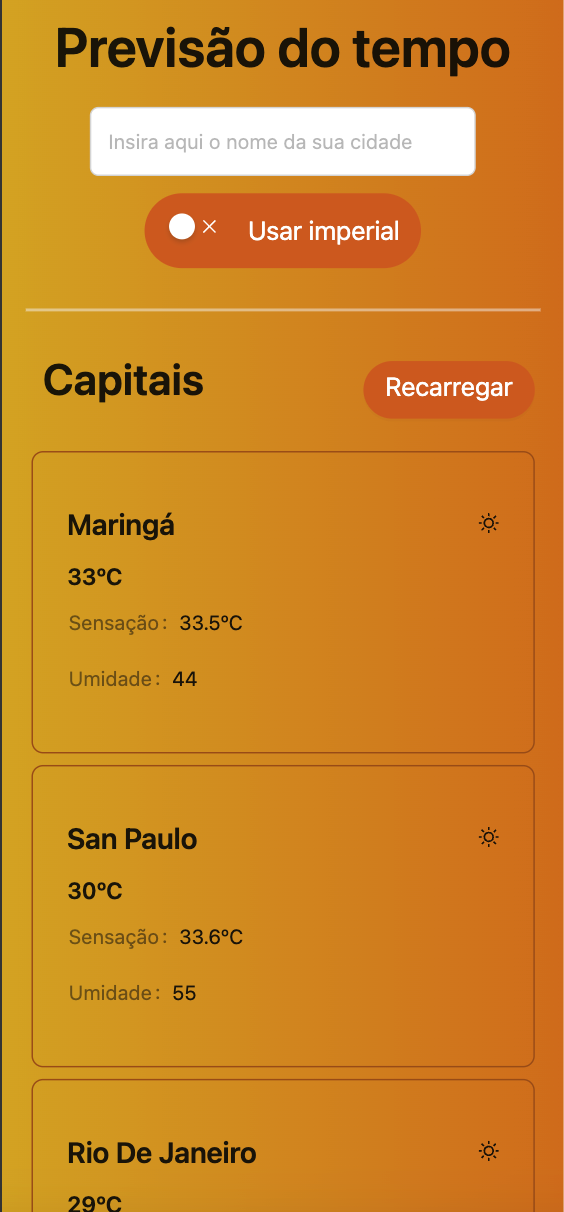 Previsão do tempo
Insira aqui o nome da sua cidade
Usar imperial
Capitais
Recarregar
Maringá
33ºC
Sensação: 33.5ºC
Umidade: 44
San Paulo
30ºC
Sensação: 33.6ºC
Umidade: 55
Rio De Janeiro
29ºC